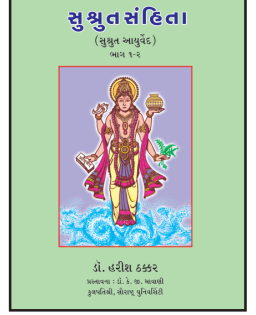 સુશ્રુતસંહિતા
(સુશ્રુત આયુર્વેદ)
ભાગ ૧-૨
ડૉ. હરીશ ઠક્કર
પ્રસ્તાવના : ડૉ. કે. જી. ચાવાણી
કુલપતિશ્રી, સૌરાષ્ટ્ર યુનિવર્સિટી